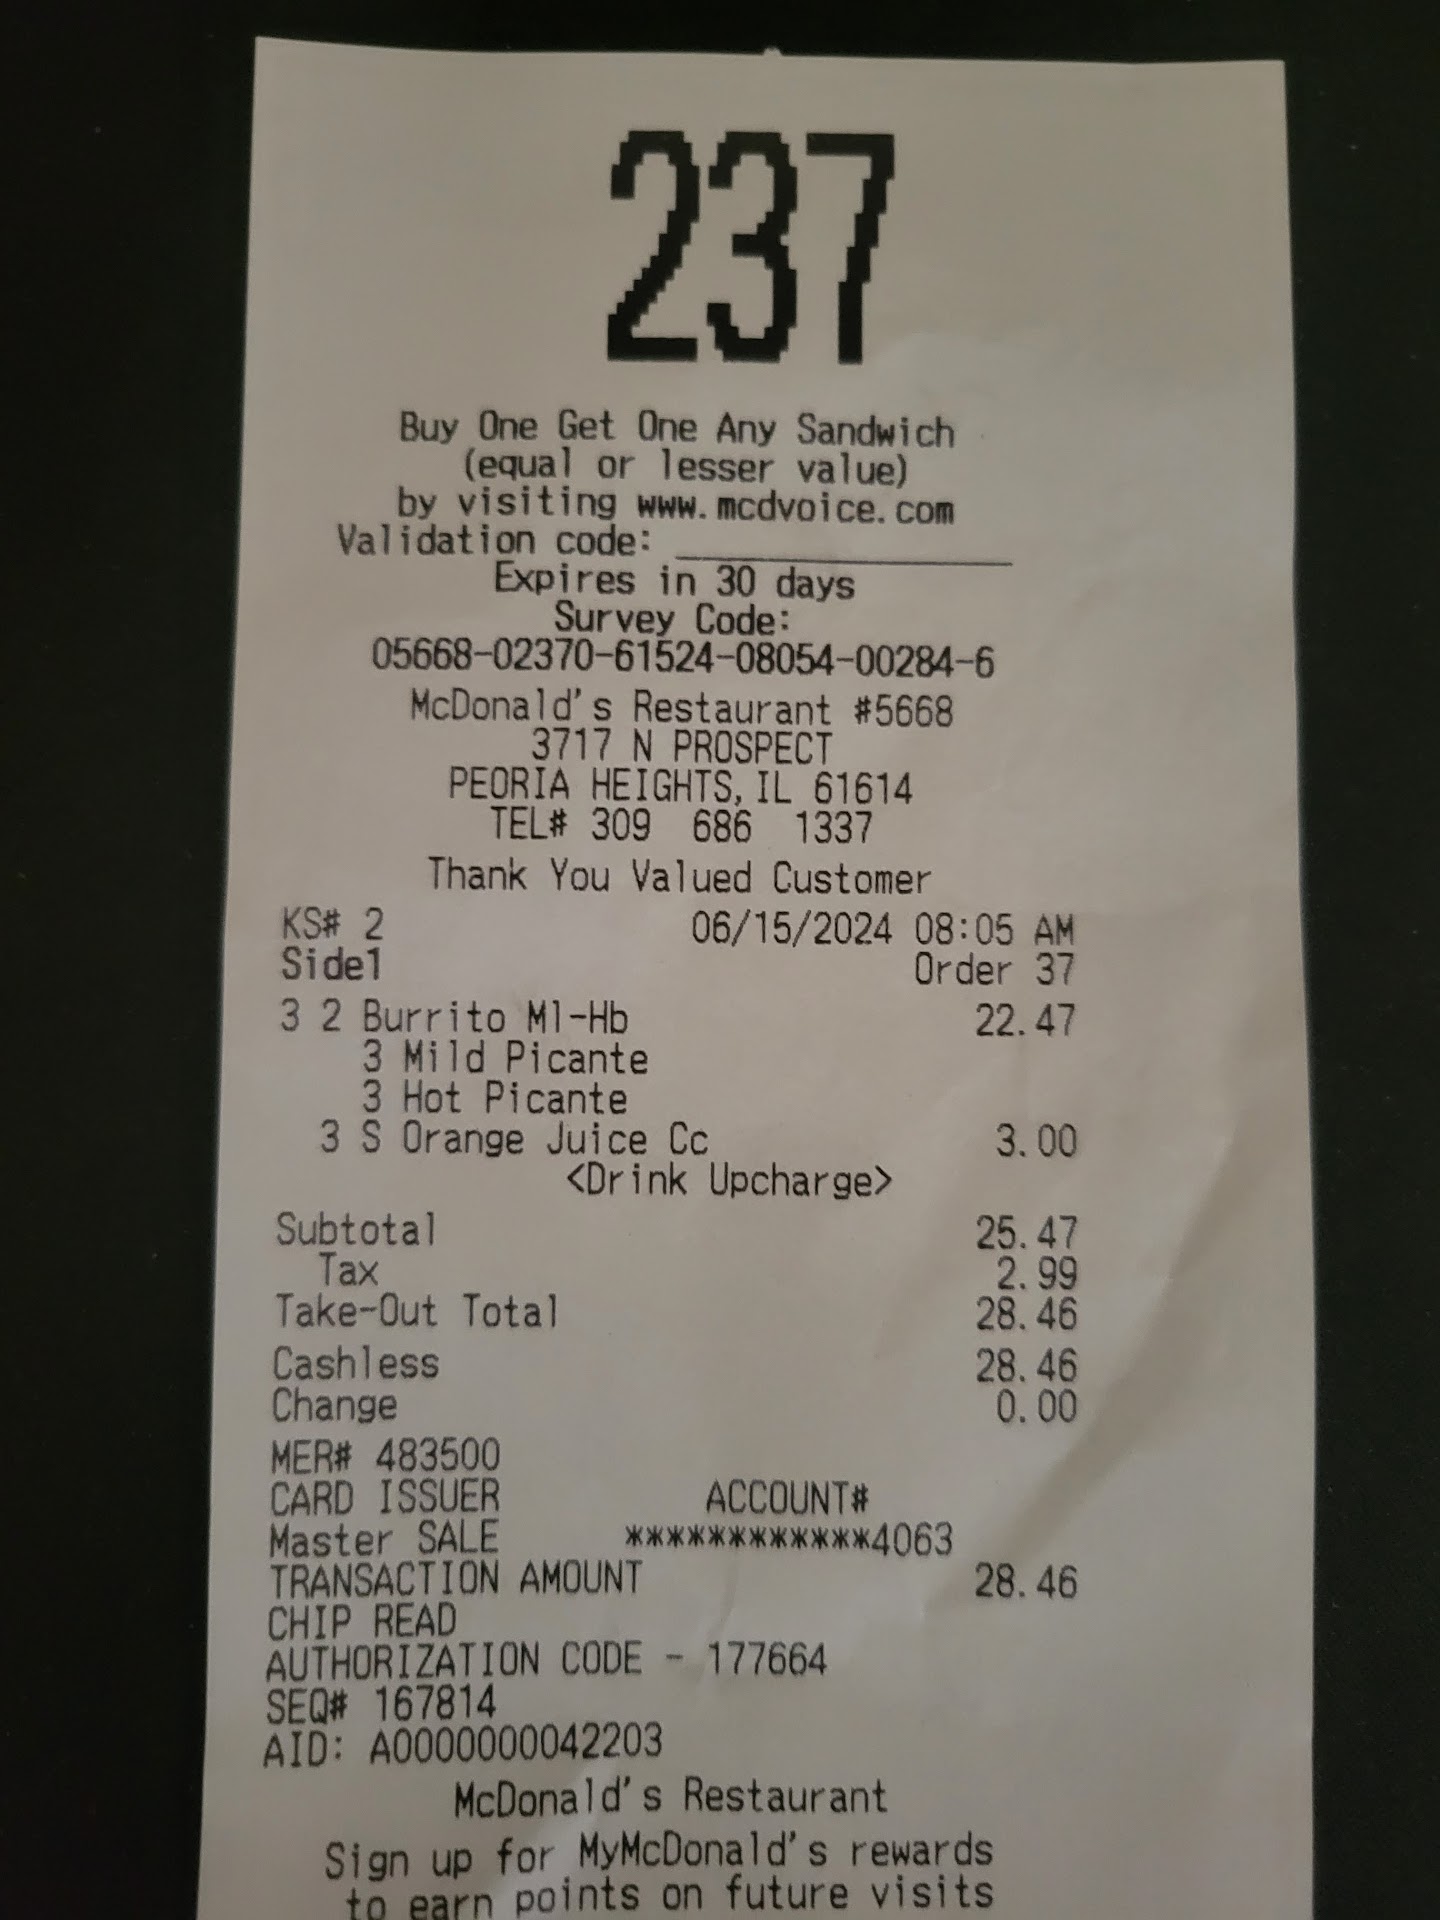 237
Buy One Get One Any Sandwich
(equal or lesser value)
by visiting www.mcdvoice.com
Validation code: ________________
Expires in 30 days
Survey Code:
05668-02370-61524-08054-00284-6
McDonald's Restaurant #5668
3717 N PROSPECT
PEORIA HEIGHTS, IL 61614
TEL# 309 686 1337
Thank You Valued Customer
KS# 2 06/15/2024 08:05 AM
Side1 Order 37
3 2 Burrito Ml-Hb 22.47
3 Mild Picante
3 Hot Picante
3 S Orange Juice Cc 3.00
<Drink Upcharge>
Subtotal 25.47
Tax 2.99
Take-Out Total 28.46
Cashless 28.46
Change 0.00
MER# 483500
CARD ISSUER ACCOUNT#
Master SALE ************4063
TRANSACTION AMOUNT 28.46
CHIP READ
AUTHORIZATION CODE - 177664
SEQ# 167814
AID: A0000000042203
McDonald's Restaurant
Sign up for MyMcDonald's rewards
to earn points on future visits